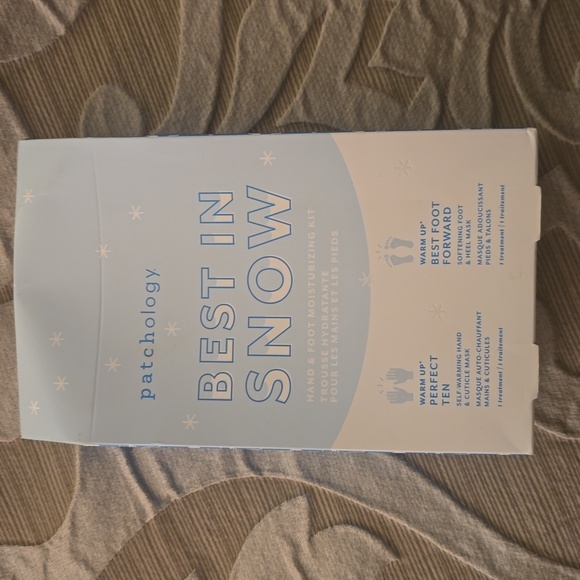 patchology.
BEST IN
SNOW
HAND & FOOT MOISTURIZING KIT
TROUSSE HYDRATANTE
POUR LES MAINS ET LES PIEDS
WARM UP*
PERFECT
TEN
SELF-WARMING HAND
& CUTICLE MASK
MASQUE AUTO-CHAUFFANT
MAINS & CUTICULES
1 treatment / 1 traitement
WARM UP*
BEST FOOT
FORWARD
SOFTENING FOOT
& HEEL MASK
MASQUE ADOUCISSANT
PIEDS & TALONS
1 treatment / 1 traitement